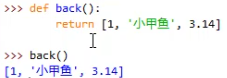 >>> def back():
        return [1, '小甲鱼', 3.14]
>>> back()
[1, '小甲鱼', 3.14]